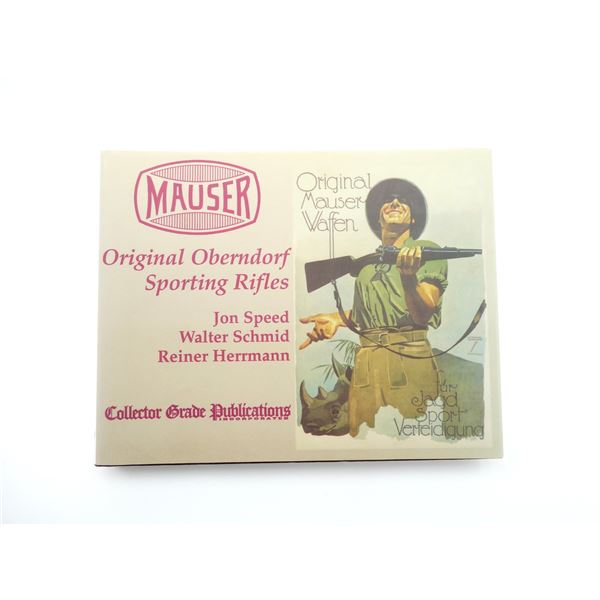 MAUSER
Original Oberndorf
Sporting Rifles
Jon Speed
Walter Schmid
Reiner Herrmann
Collector Grade Publications
INCORPORATED
Original
Mauser-
Waffen
für
Jagd
Sport
Verteidigung